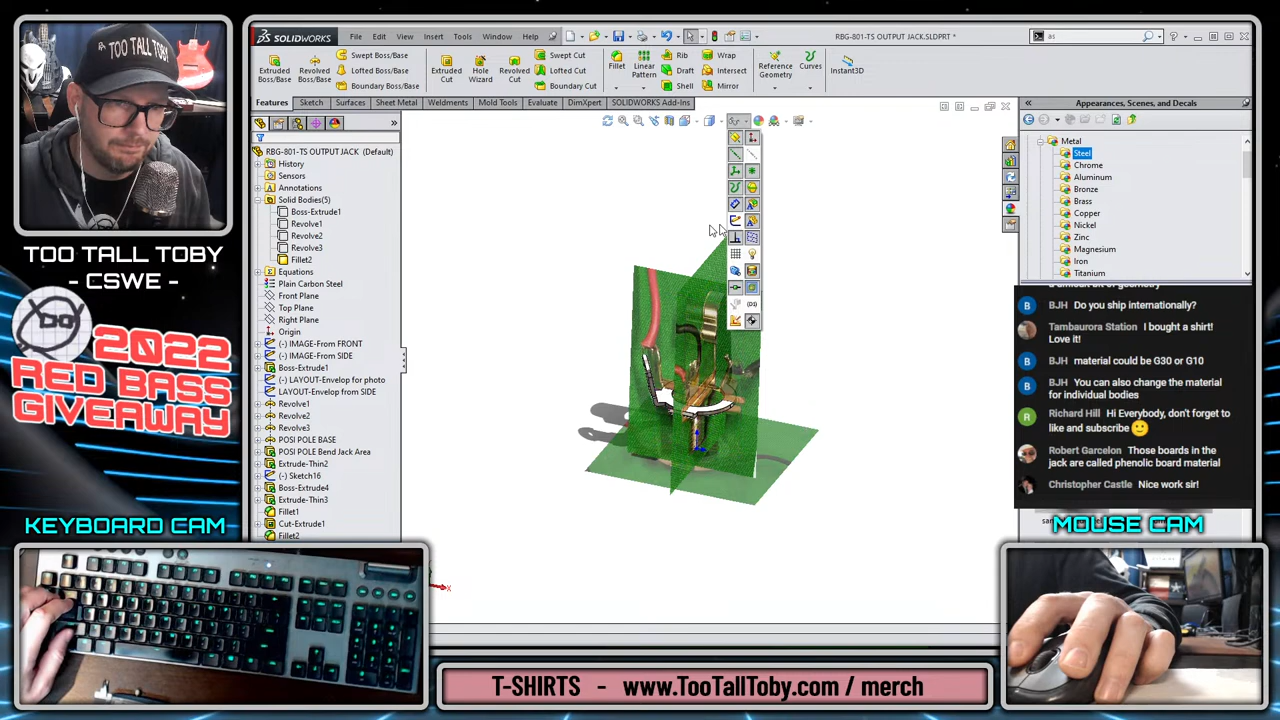 TOO TALL TOBY
TOO TALL TOBY
- CSWE -
2022
RED BASS
GIVEAWAY
KEYBOARD CAM
SOLIDWORKS
File
Edit
View
Insert
Tools
Window
Help
RBG-801-TS OUTPUT JACK.SLDPRT *
as
Extruded Boss/Base
Revolved Boss/Base
Swept Boss/Base
Lofted Boss/Base
Boundary Boss/Base
Extruded Cut
Hole Wizard
Revolved Cut
Swept Cut
Lofted Cut
Boundary Cut
Fillet
Linear Pattern
Rib
Draft
Shell
Wrap
Intersect
Mirror
Reference Geometry
Curves
Instant3D
Features
Sketch
Surfaces
Sheet Metal
Weldments
Mold Tools
Evaluate
DimXpert
SOLIDWORKS Add-Ins
RBG-801-TS OUTPUT JACK (Default)
History
Sensors
Annotations
Solid Bodies(5)
Boss-Extrude1
Revolve1
Revolve2
Revolve3
Fillet2
Equations
Plain Carbon Steel
Front Plane
Top Plane
Right Plane
Origin
(-) IMAGE-From FRONT
(-) IMAGE-From SIDE
Boss-Extrude1
(-) LAYOUT-Envelop for photo
LAYOUT-Envelop from SIDE
Revolve1
Revolve2
Revolve3
POSI POLE BASE
POSI POLE Bend Jack Area
Extrude-Thin2
(-) Sketch16
Boss-Extrude4
Extrude-Thin3
Fillet1
Cut-Extrude1
Fillet2
X
Appearances, Scenes, and Decals
Metal
Steel
Chrome
Aluminum
Bronze
Brass
Copper
Nickel
Zinc
Magnesium
Iron
Titanium
a difficult bit of geometry
B BJH Do you ship internationally?
Tambaurora Station I bought a shirt!
Love it!
B BJH material could be G30 or G10
B BJH You can also change the material
for individual bodies
Richard Hill Hi Everybody, don't forget to
like and subscribe
Robert Garcelon Those boards in the
jack are called phenolic board material
Christopher Castle Nice work sir!
MOUSE CAM
T-SHIRTS - www.TooTallToby.com / merch